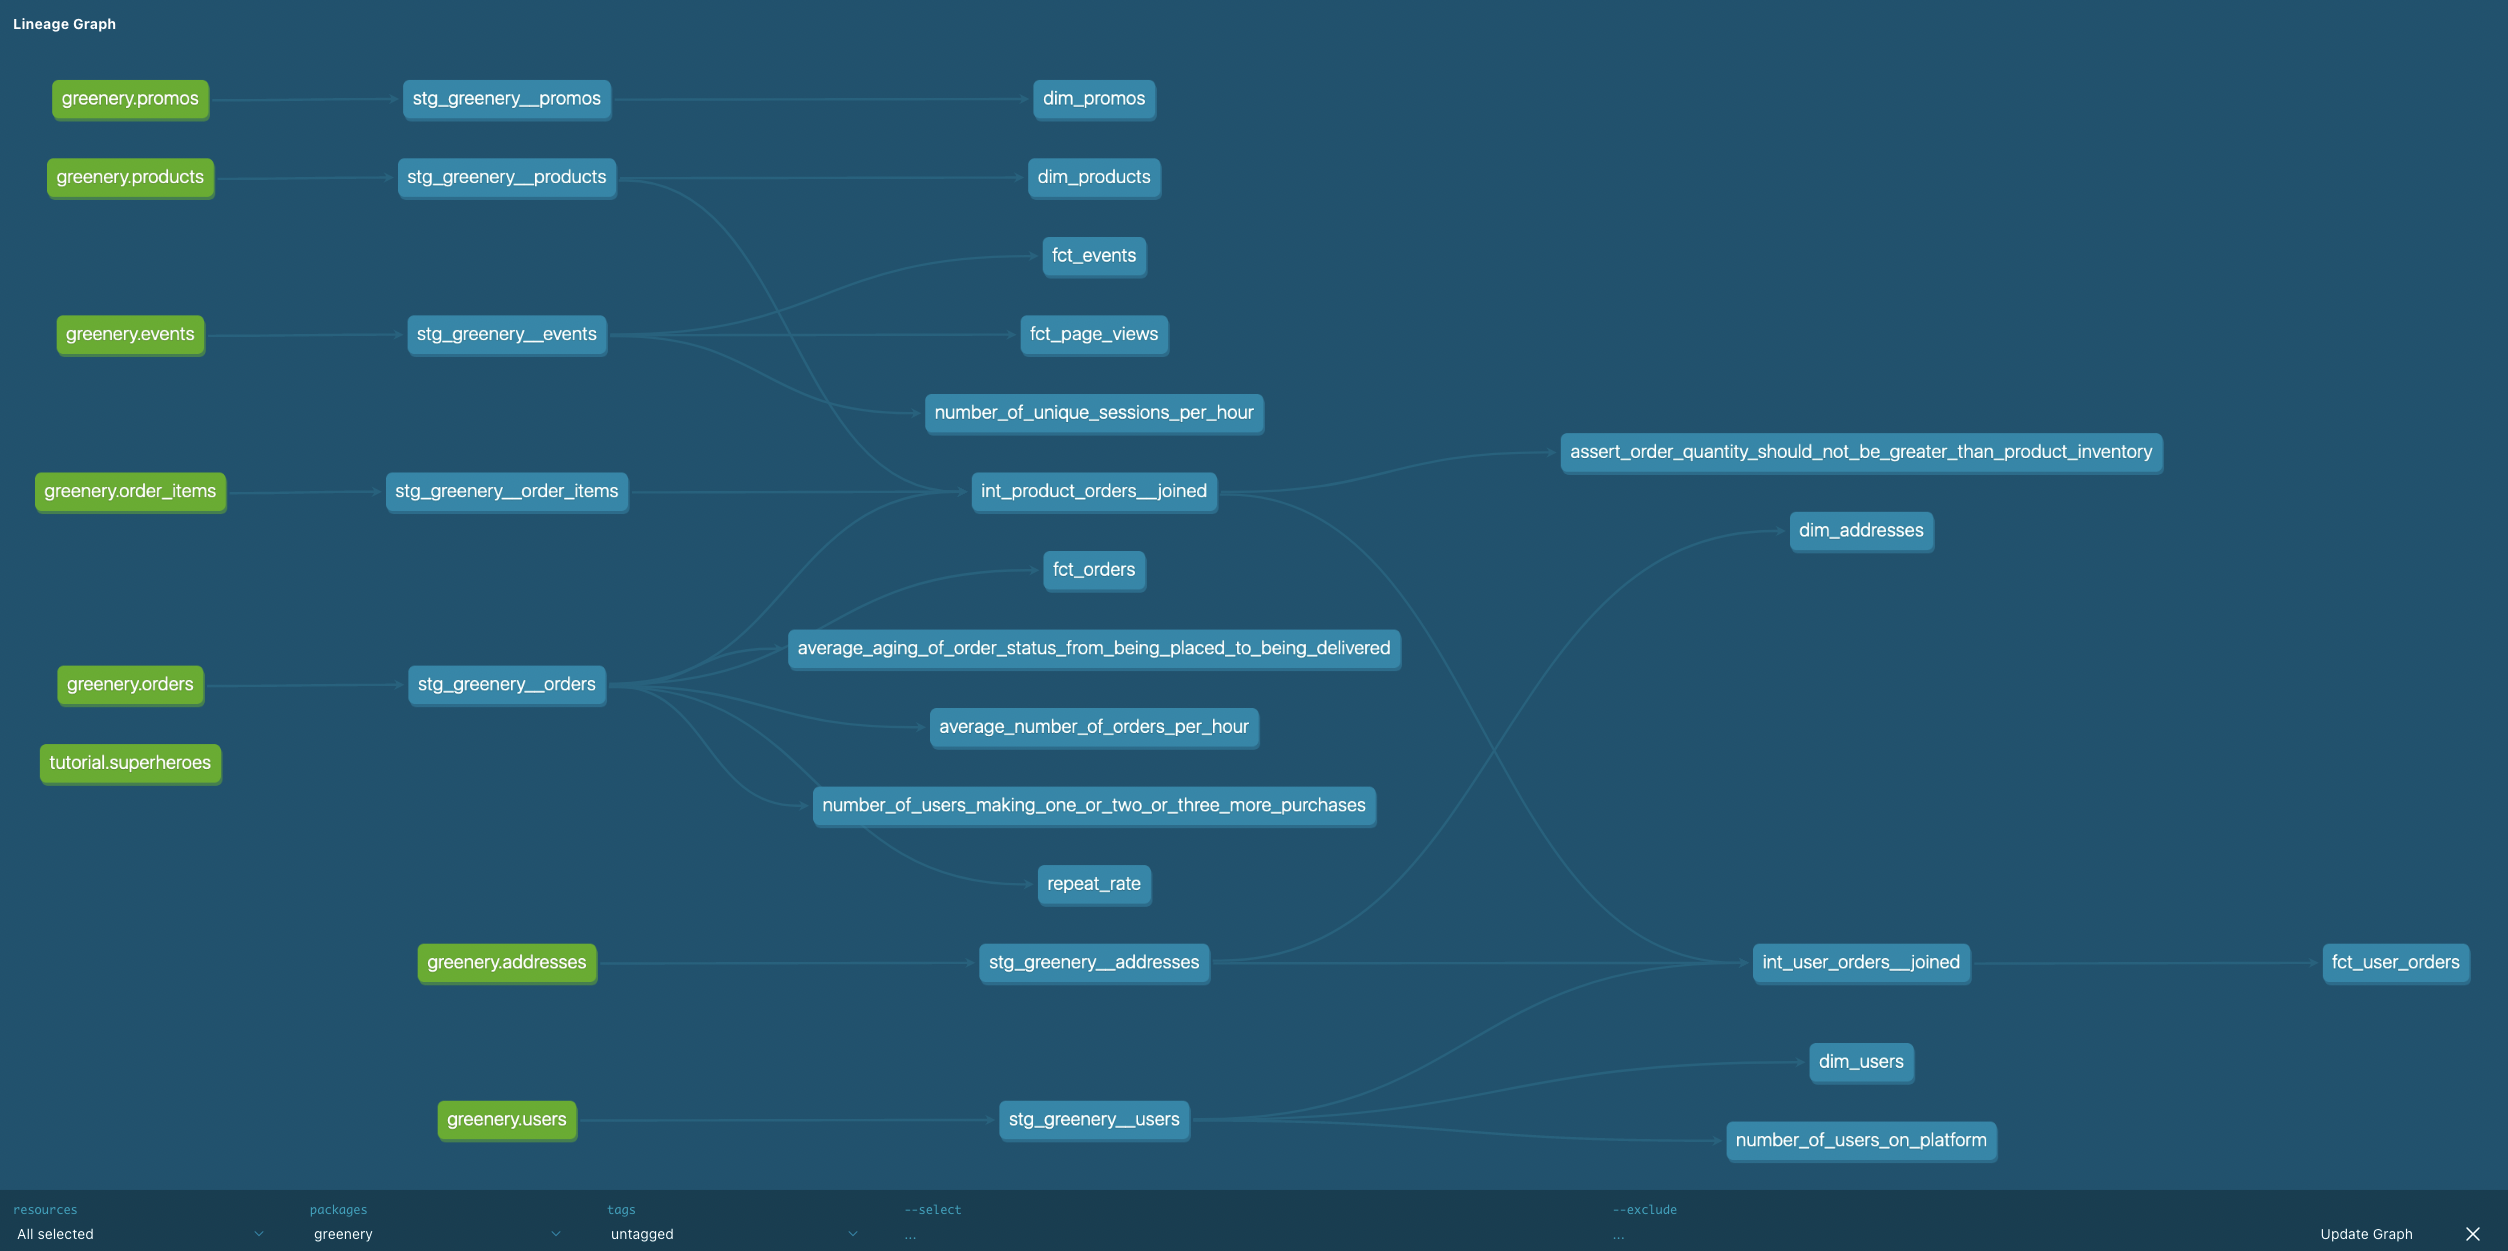 Lineage Graph
greenery.promos
stg_greenery__promos
dim_promos
greenery.products
stg_greenery__products
dim_products
fct_events
greenery.events
stg_greenery__events
fct_page_views
number_of_unique_sessions_per_hour
assert_order_quantity_should_not_be_greater_than_product_inventory
greenery.order_items
stg_greenery__order_items
int_product_orders__joined
dim_addresses
fct_orders
average_aging_of_order_status_from_being_placed_to_being_delivered
greenery.orders
stg_greenery__orders
average_number_of_orders_per_hour
tutorial.superheroes
number_of_users_making_one_or_two_or_three_more_purchases
repeat_rate
greenery.addresses
stg_greenery__addresses
int_user_orders__joined
fct_user_orders
dim_users
greenery.users
stg_greenery__users
number_of_users_on_platform
resources
packages
tags
--select
--exclude
All selected
greenery
untagged
...
...
Update Graph